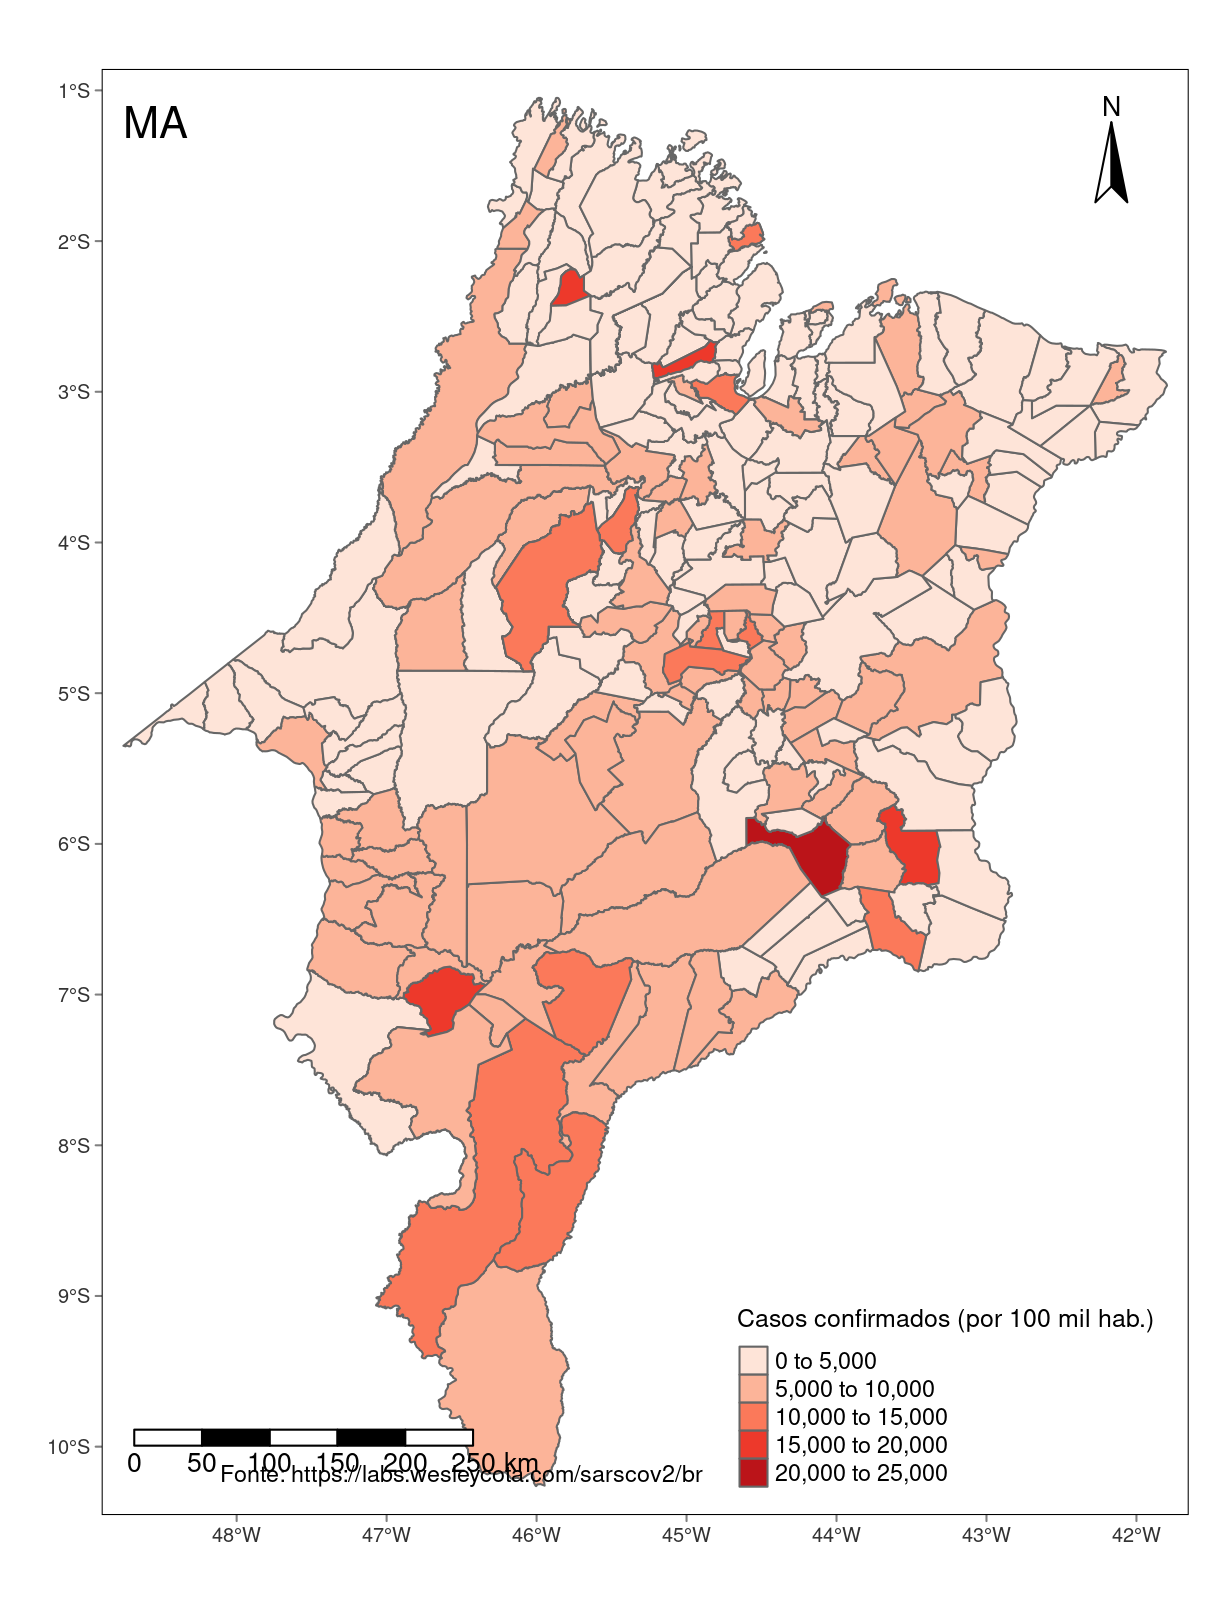 MA
N
1°S
2°S
3°S
4°S
5°S
6°S
7°S
8°S
9°S
10°S
Casos confirmados (por 100 mil hab.)
0 to 5,000
5,000 to 10,000
10,000 to 15,000
15,000 to 20,000
20,000 to 25,000
0 50 100 150 200 250 km
Fonte: https://labs.wesleycota.com/sarscov2/br
48°W 47°W 46°W 45°W 44°W 43°W 42°W